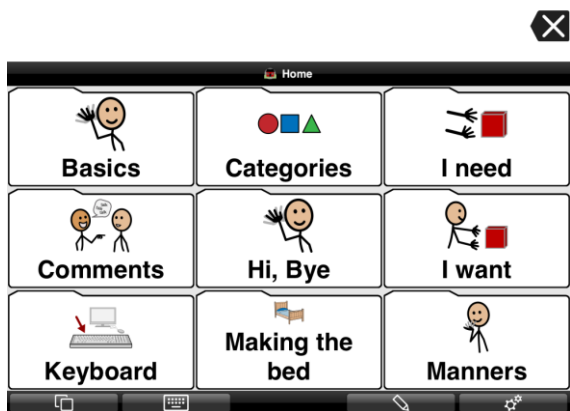 Home
Basics
Categories
I need
Comments
Hi, Bye
I want
Keyboard
Making the
bed
Manners